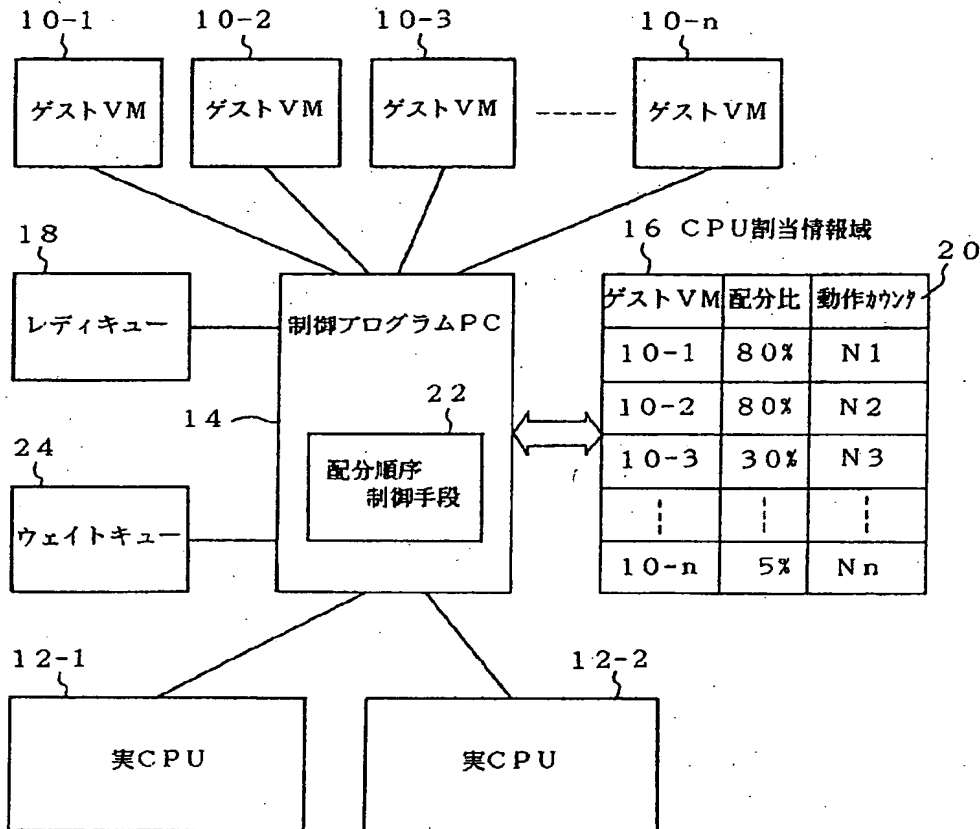 10-1 10-2 10-3 10-n
ゲストVM ゲストVM ゲストVM ゲストVM
16 CPU割当情報域
20
ゲストVM 配分比 動作カウンタ
10-1 80% N1
10-2 80% N2
10-3 30% N3
10-n 5% Nn
18
レディキュー
制御プログラムPC
14
22
配分順序
制御手段
24
ウェイトキュー
12-1 12-2
実CPU 実CPU